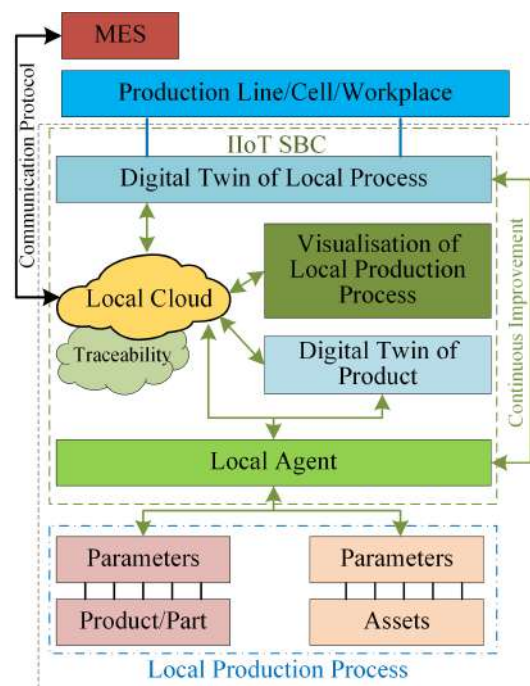 MES
Communication Protocol
Production Line/Cell/Workplace
IIoT SBC
Digital Twin of Local Process
Visualisation of
Local Production
Process
Local Cloud
Traceability
Digital Twin of
Product
Continuous Improvement
Local Agent
Parameters
Parameters
Product/Part
Assets
Local Production Process